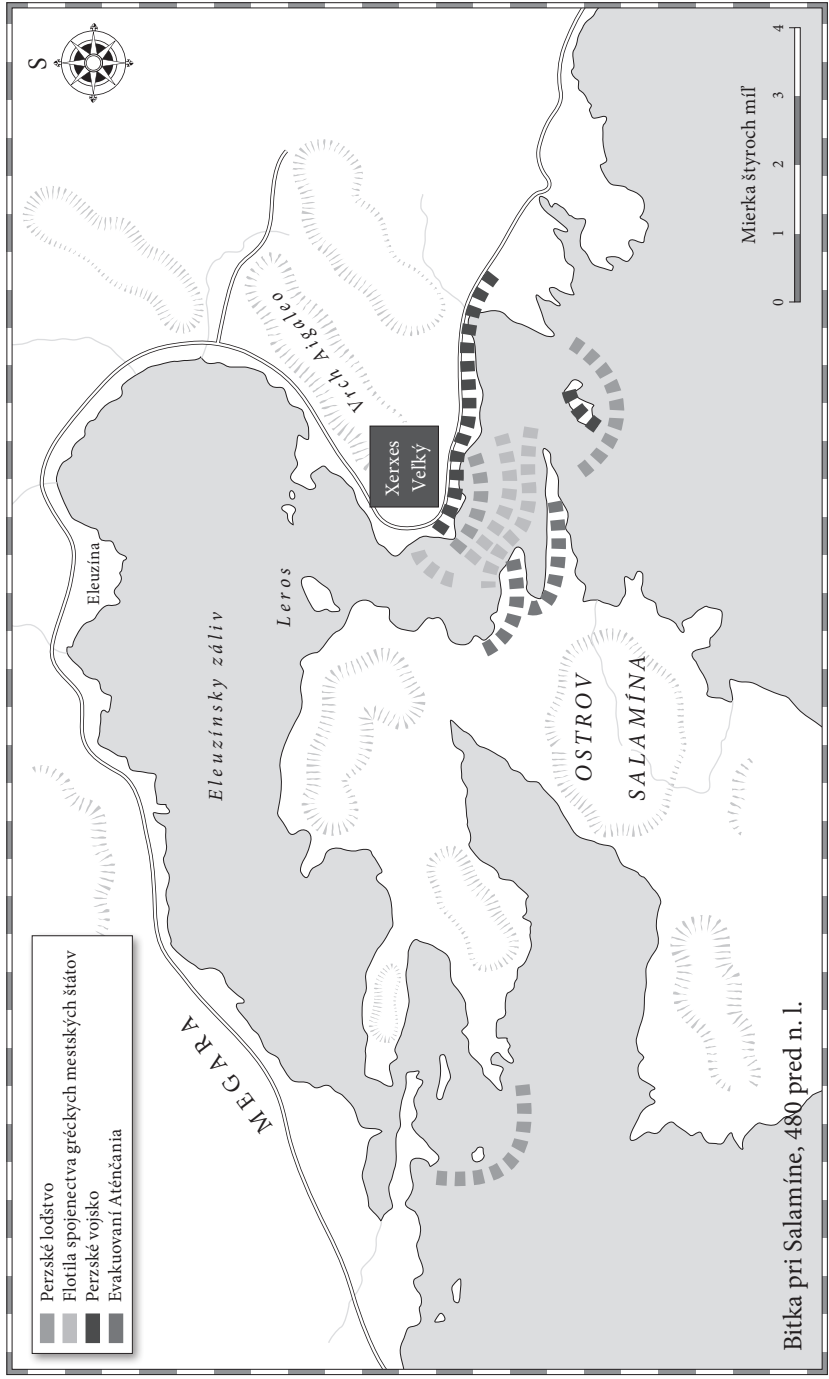 Perzské loďstvo
Flotila spojenectva gréckych mestských štátov
Perzské vojsko
Evakuovaní Aténčania
S
MEGARA
Eleuzína
Eleuzínsky záliv
Leros
Vrch Aigaleo
Xerxes
Veľký
OSTROV
SALAMÍNA
Bitka pri Salamíne, 480 pred n. l.
Mierka štyroch míľ
0 1 2 3 4